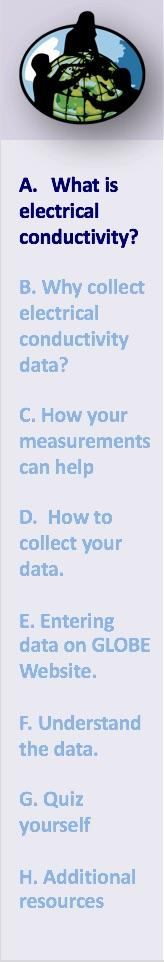 A. What is
electrical
conductivity?
B. Why collect
electrical
conductivity
data?
C. How your
measurements
can help
D. How to
collect your
data.
E. Entering
data on GLOBE
Website.
F. Understand
the data.
G. Quiz
yourself
H. Additional
resources